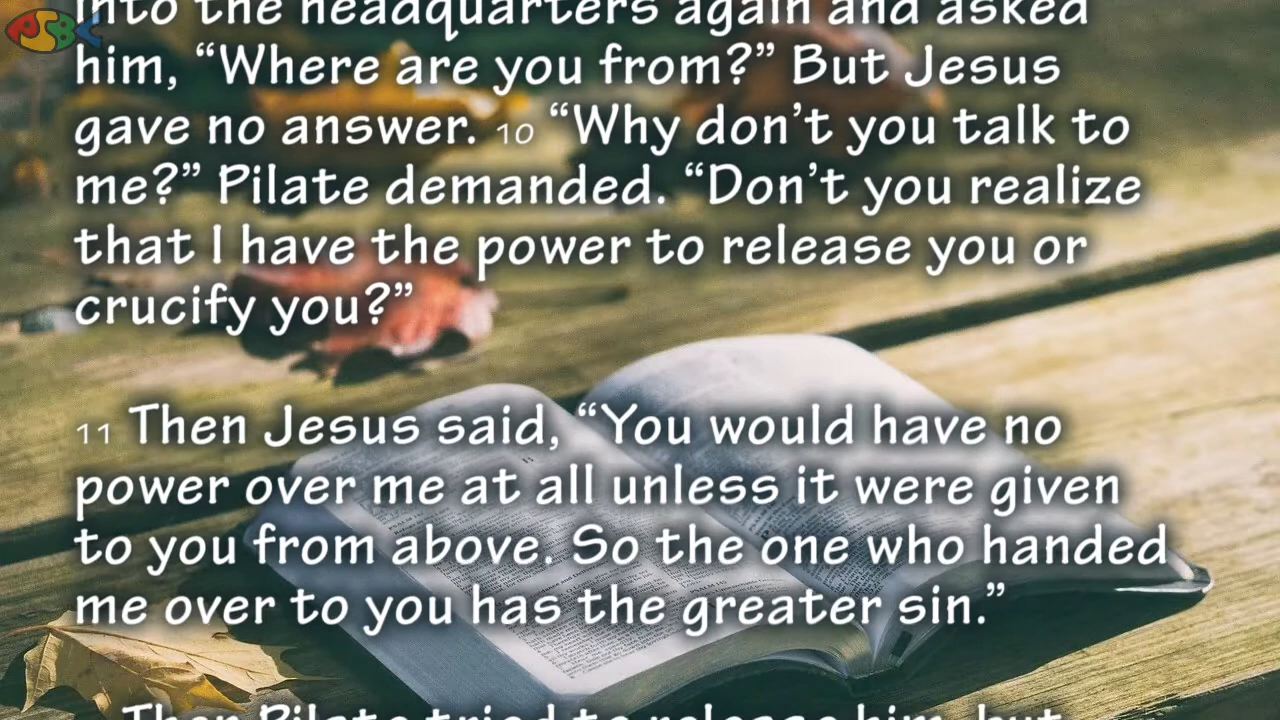 into the headquarters again and asked
him, “Where are you from?” But Jesus
gave no answer. 10 “Why don’t you talk to
me?” Pilate demanded. “Don’t you realize
that I have the power to release you or
crucify you?”
11 Then Jesus said, “You would have no
power over me at all unless it were given
to you from above. So the one who handed
me over to you has the greater sin.”
Then Pilate tried to release him, but